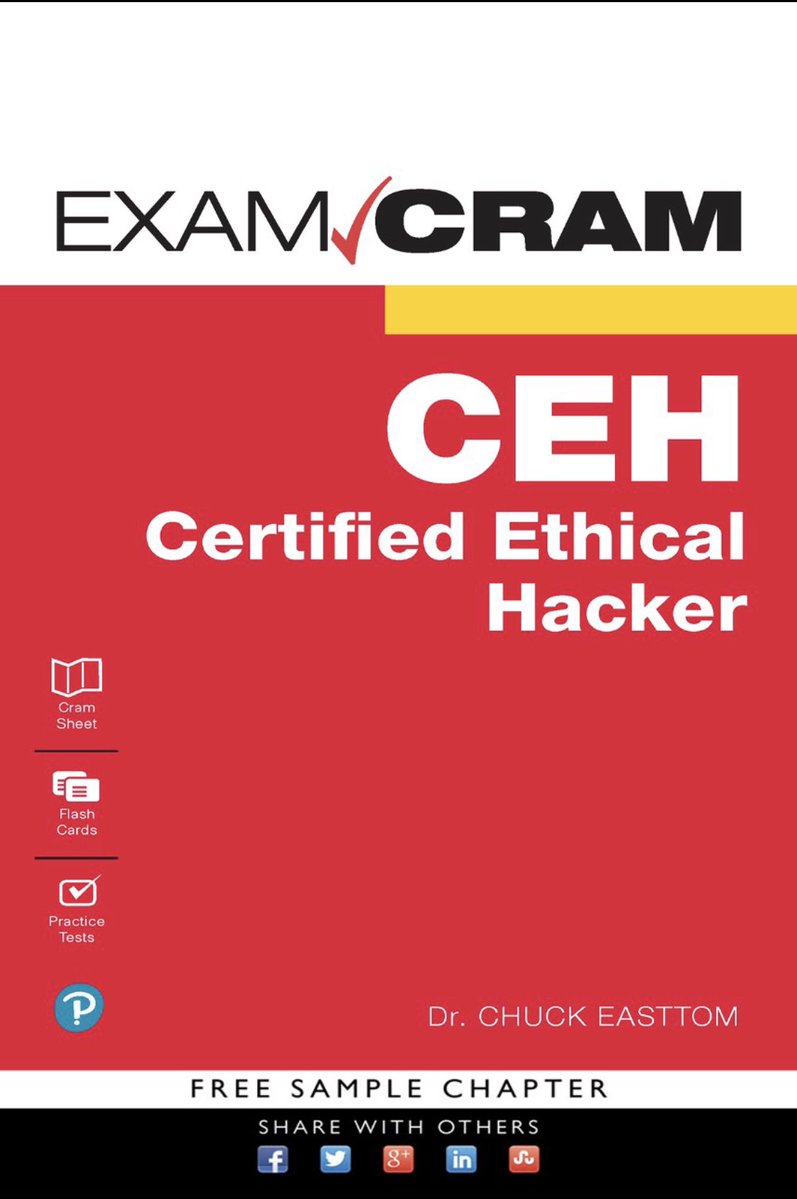 EXAM CRAM
CEH
Certified Ethical
Hacker
Cram
Sheet
Flash
Cards
Practice
Tests
P
Dr. CHUCK EASTTOM
FREE SAMPLE CHAPTER
SHARE WITH OTHERS
f
g+
in